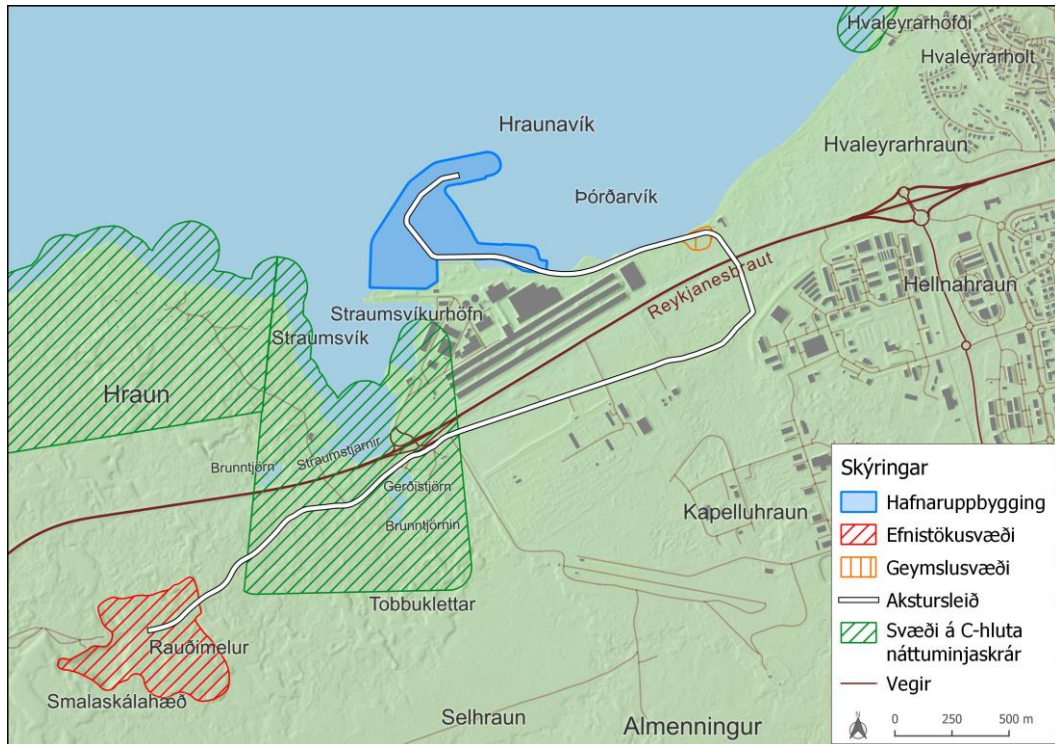 Hvaleyrarhöfði
Hvaleyrarholt
Hraunavík
Hvaleyrarhraun
Þórðarvík
Reykjanesbraut
Hellnahraun
Straumsvíkurhöfn
Straumsvík
Hraun
Straumstjarnir
Brunntjörn
Gerðistjörn
Kapelluhraun
Brunntjörnin
Tobbuklettar
Rauðimelur
Smalaskálahæð
Selhraun
Almenningur
Skýringar
Hafnaruppbygging
Efnistökusvæði
Geymslusvæði
Akstursleið
Svæði á C-hluta
náttuminjaskrár
Vegir
N
0 250 500 m